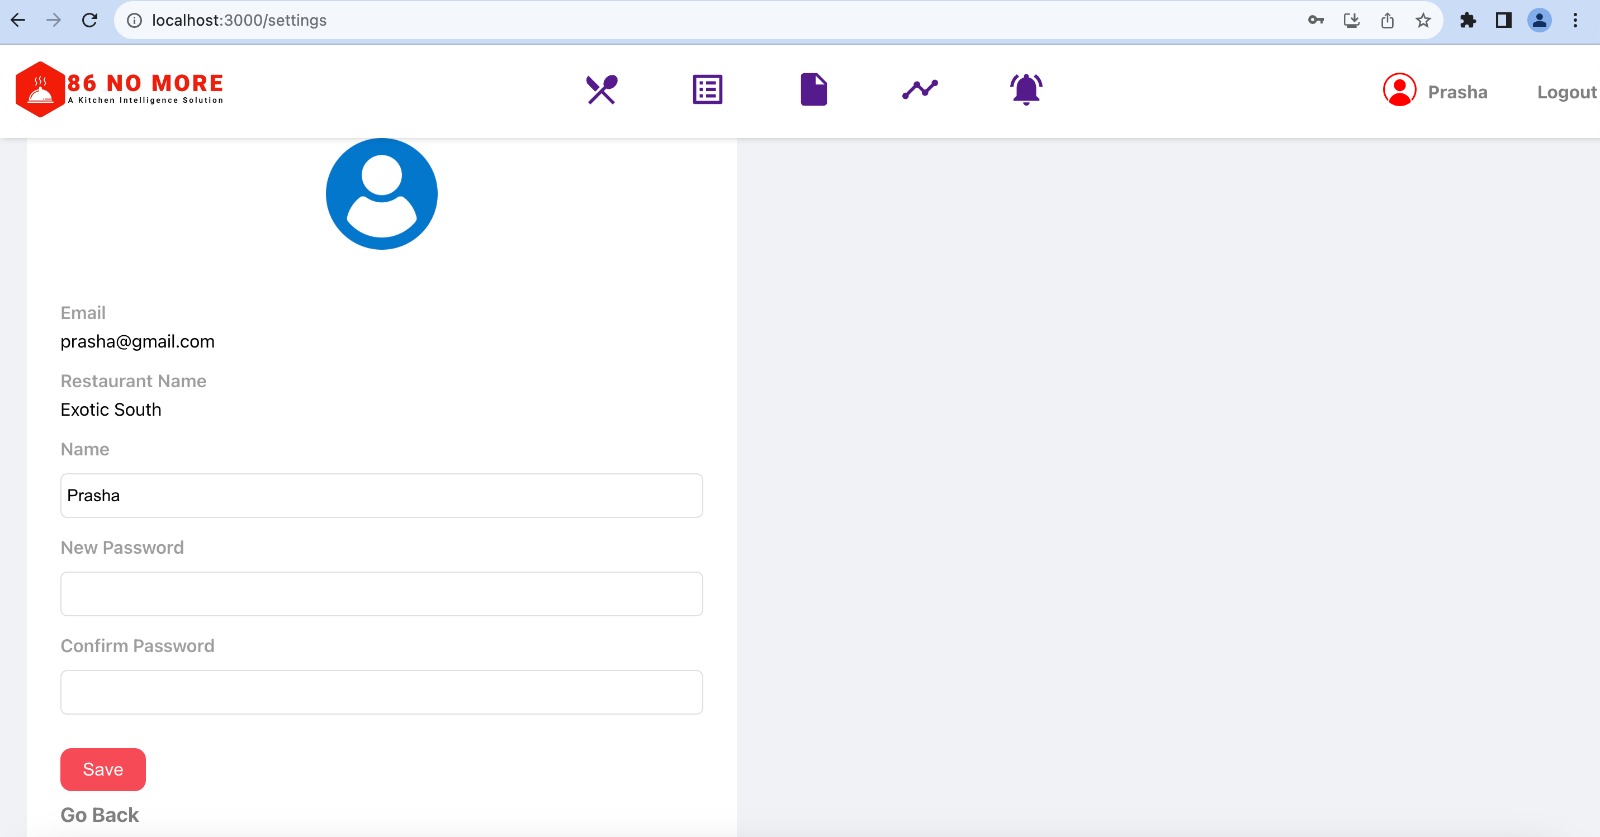 localhost:3000/settings
86 NO MORE
A Kitchen Intelligence Solution
Prasha
Logout
Email
prasha@gmail.com
Restaurant Name
Exotic South
Name
Prasha
New Password
Confirm Password
Save
Go Back